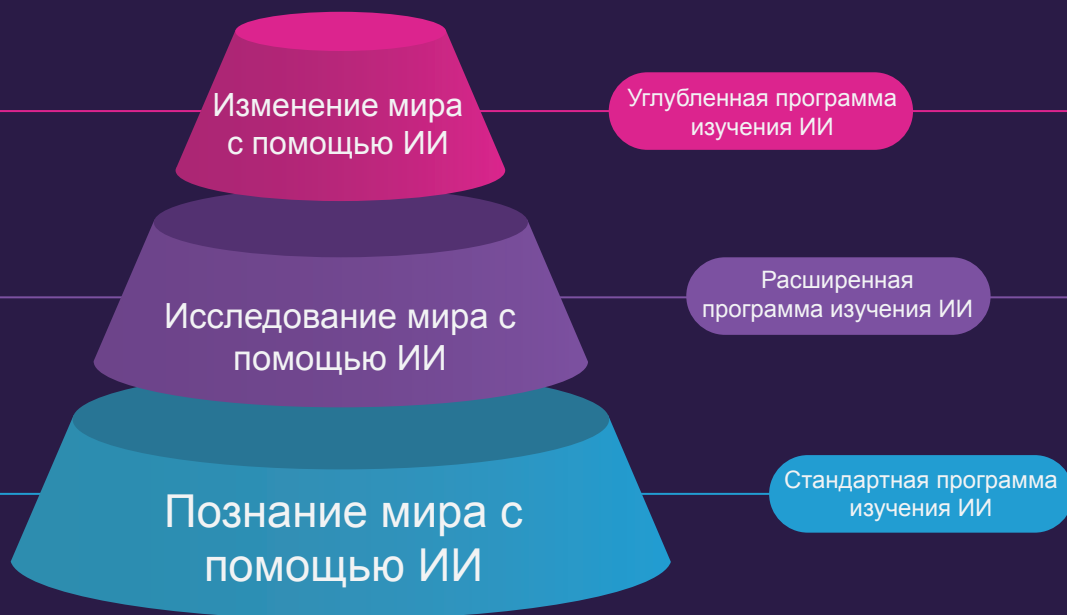 Изменение мира
с помощью ИИ
Углубленная программа
изучения ИИ
Исследование мира с
помощью ИИ
Расширенная
программа изучения ИИ
Познание мира с
помощью ИИ
Стандартная программа
изучения ИИ